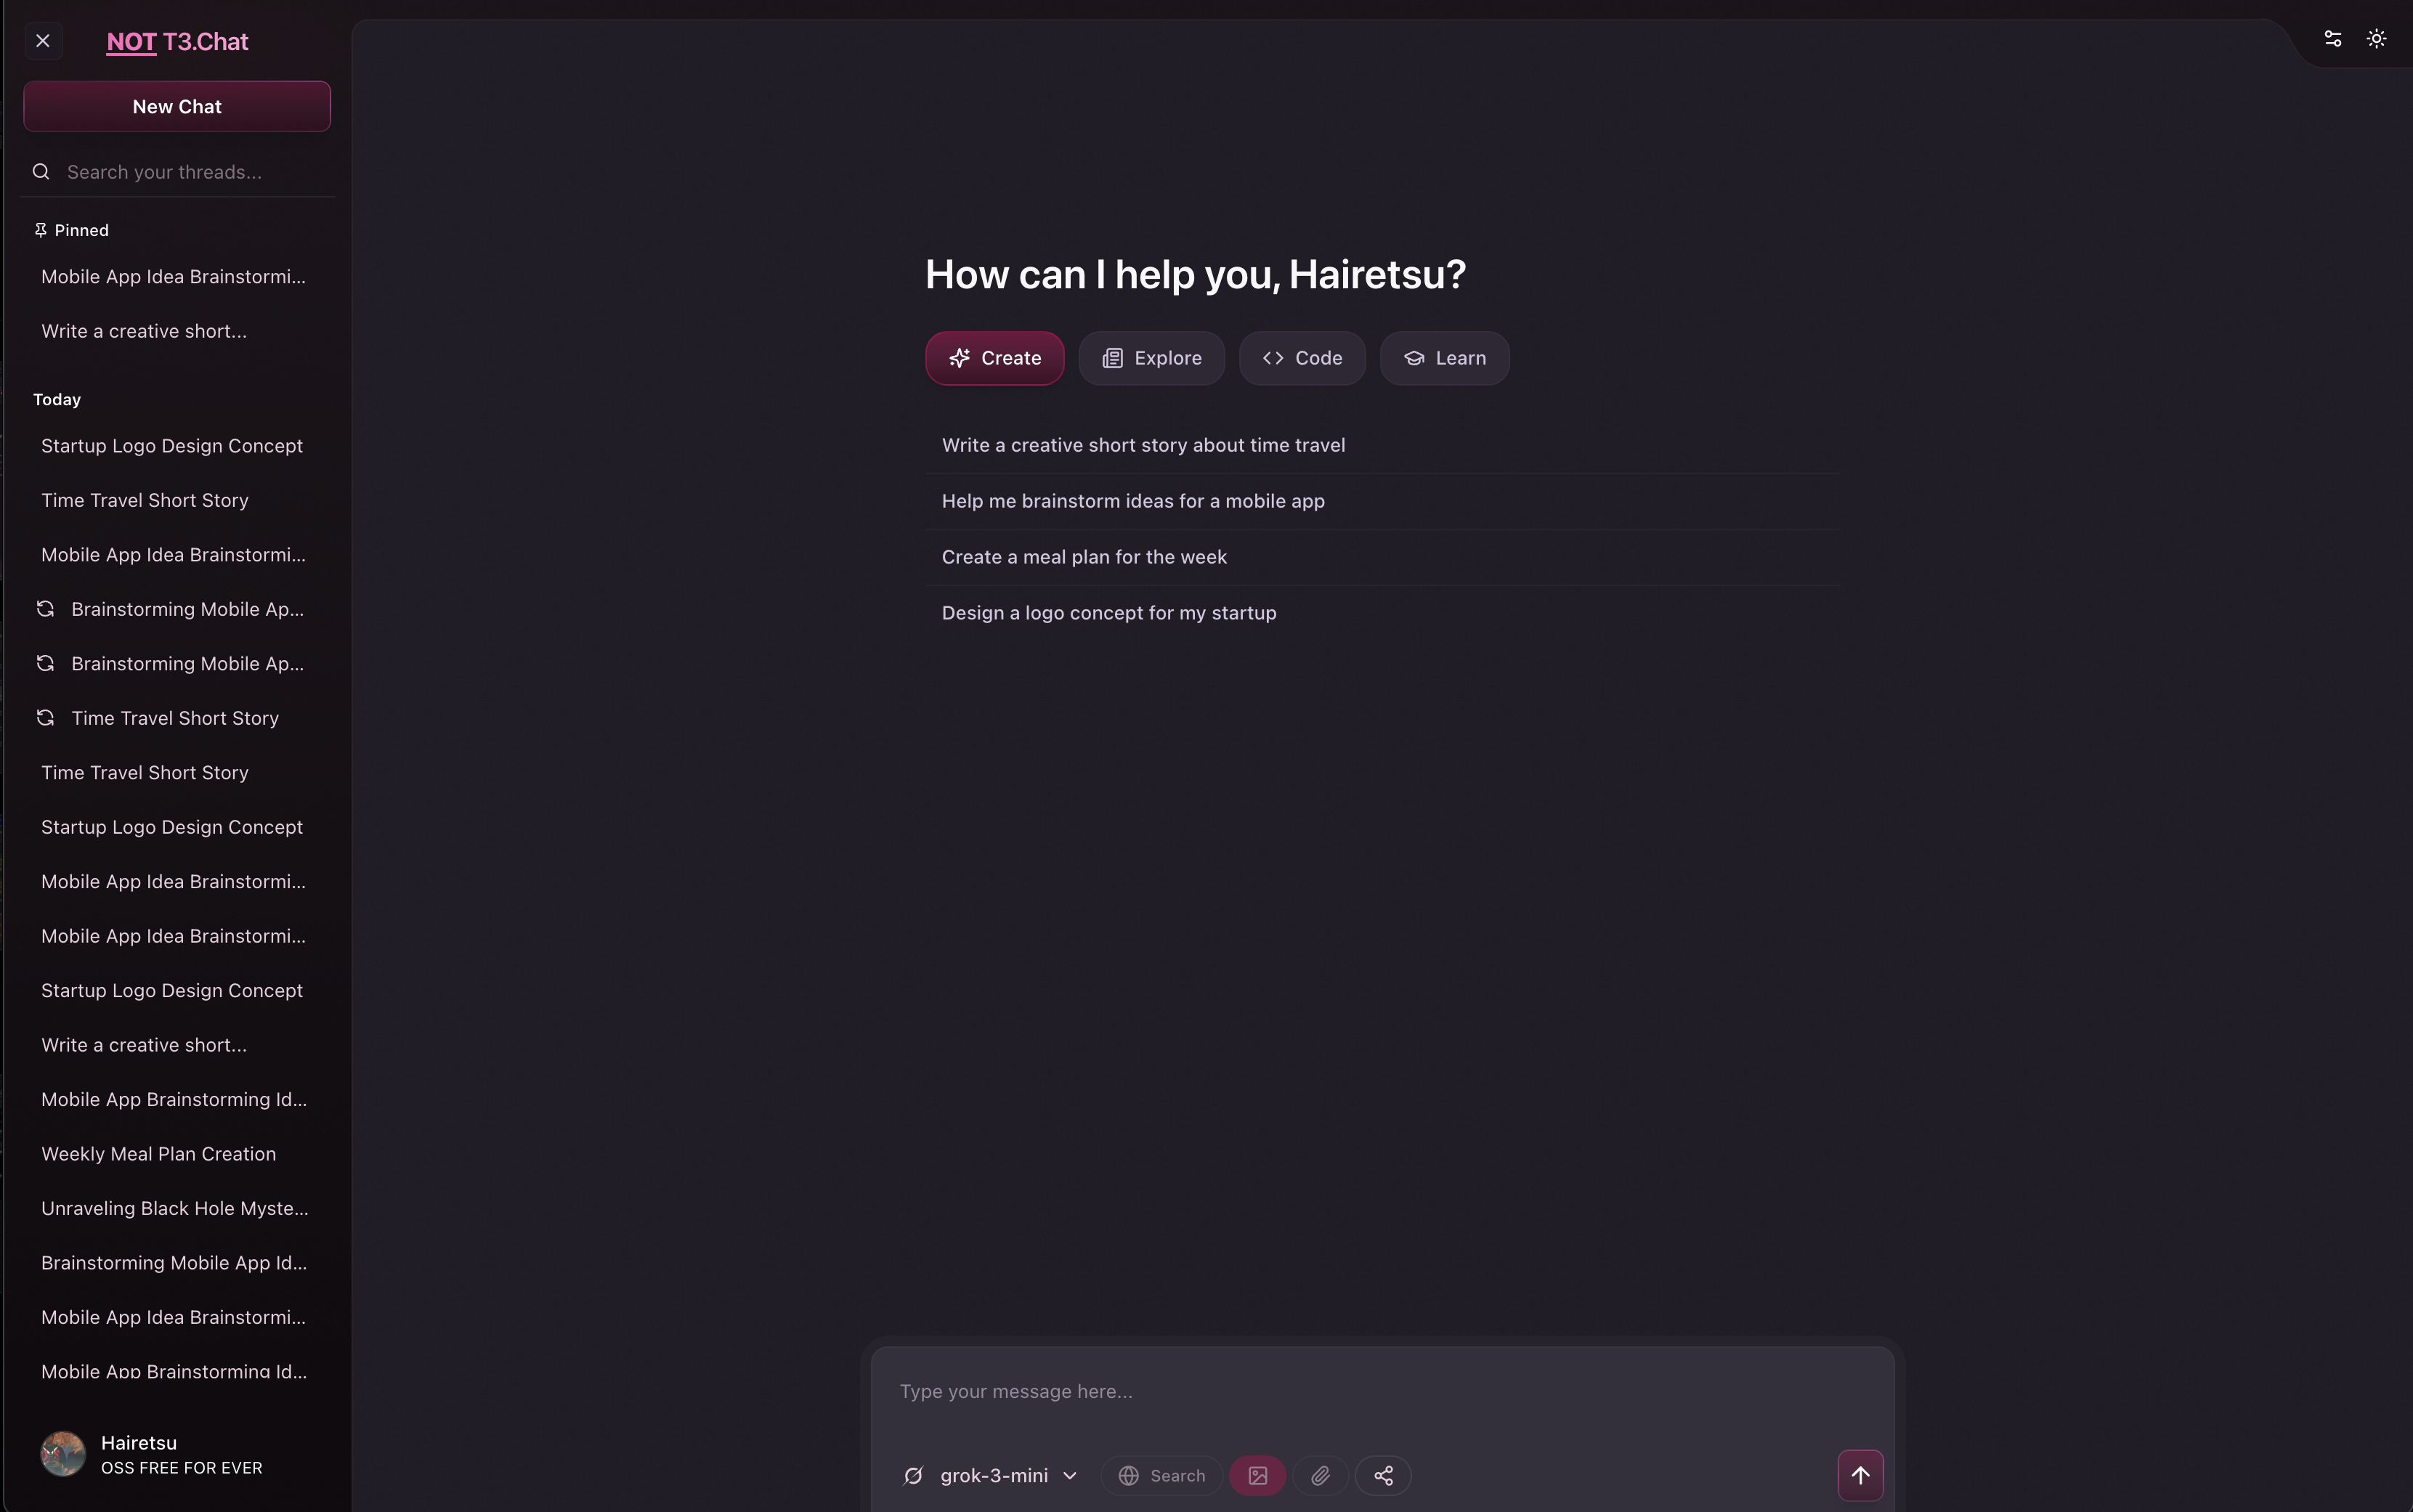 NOT T3.Chat
New Chat
Search your threads...
Pinned
Mobile App Idea Brainstormi...
Write a creative short...
Today
Startup Logo Design Concept
Time Travel Short Story
Mobile App Idea Brainstormi...
Brainstorming Mobile Ap...
Brainstorming Mobile Ap...
Time Travel Short Story
Time Travel Short Story
Startup Logo Design Concept
Mobile App Idea Brainstormi...
Mobile App Idea Brainstormi...
Startup Logo Design Concept
Write a creative short...
Mobile App Brainstorming Id...
Weekly Meal Plan Creation
Unraveling Black Hole Myste...
Brainstorming Mobile App Id...
Mobile App Idea Brainstormi...
Mobile App Brainstorming Id...
Hairetsu
OSS FREE FOR EVER
How can I help you, Hairetsu?
Create Explore Code Learn
Write a creative short story about time travel
Help me brainstorm ideas for a mobile app
Create a meal plan for the week
Design a logo concept for my startup
Type your message here...
grok-3-mini Search